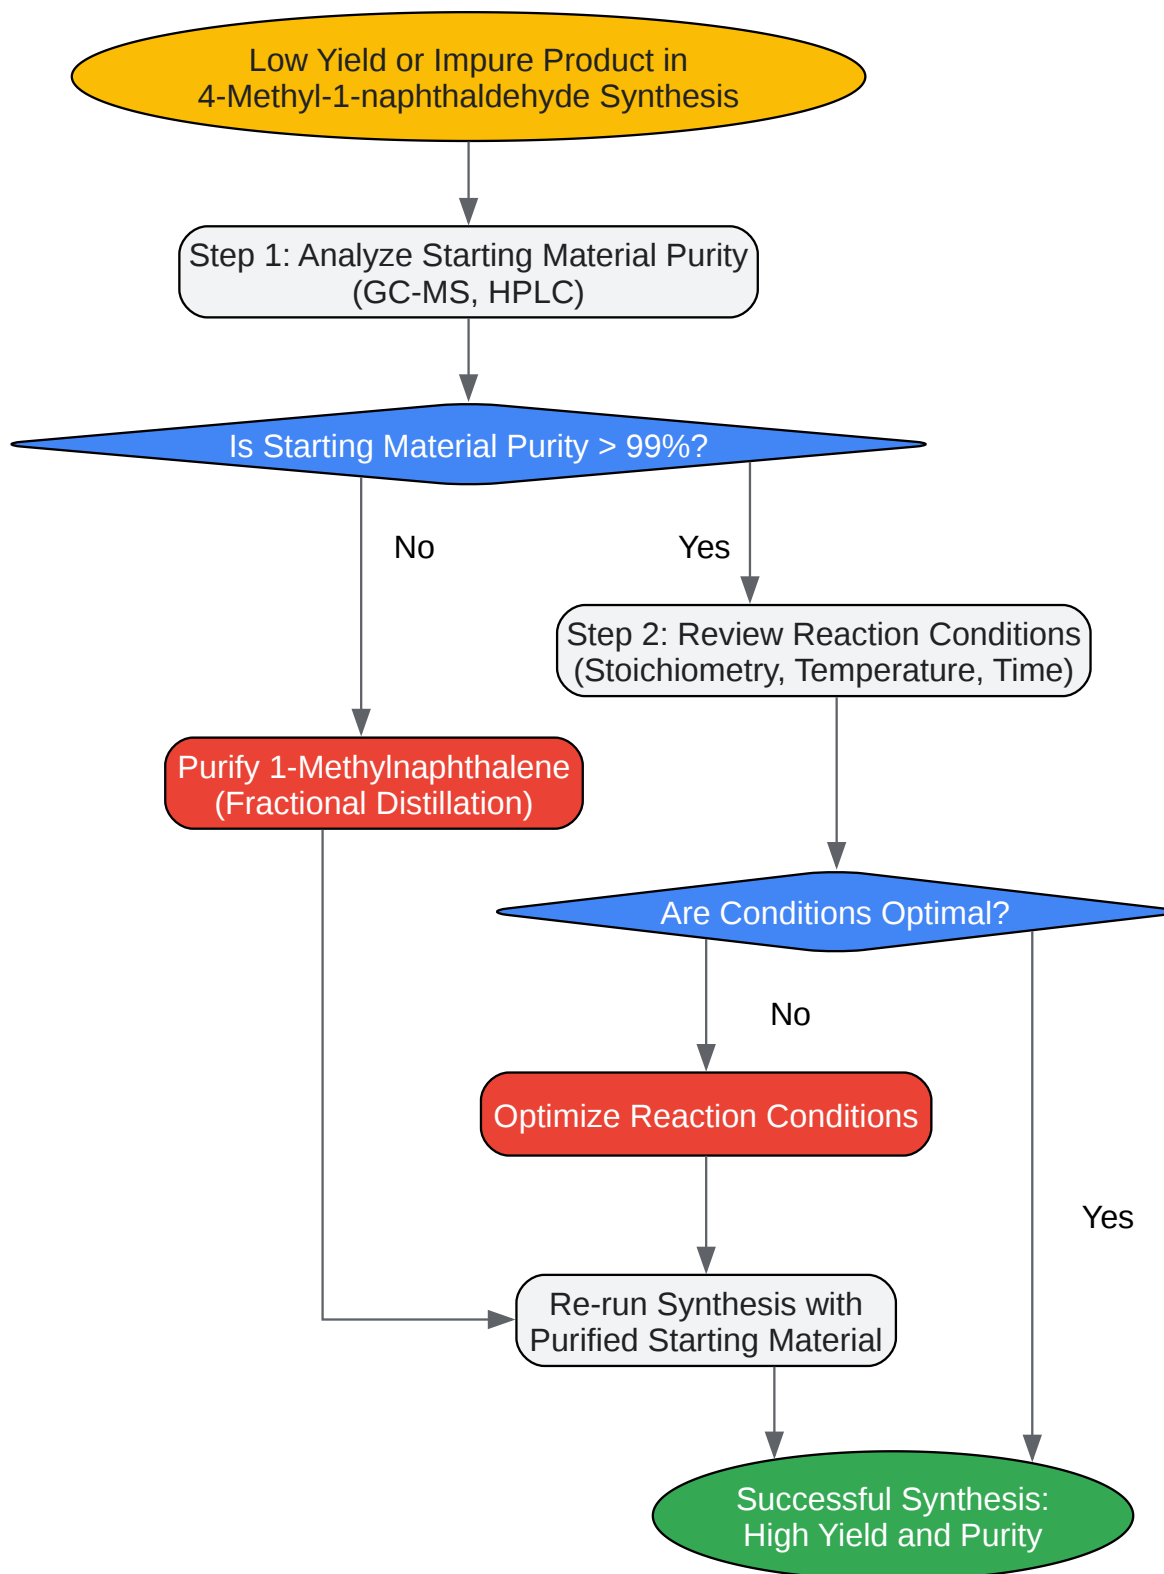 Low Yield or Impure Product in
4-Methyl-1-naphthaldehyde Synthesis
Step 1: Analyze Starting Material Purity
(GC-MS, HPLC)
Is Starting Material Purity > 99%?
No
Yes
Step 2: Review Reaction Conditions
(Stoichiometry, Temperature, Time)
Purify 1-Methylnaphthalene
(Fractional Distillation)
Are Conditions Optimal?
No
Optimize Reaction Conditions
Yes
Re-run Synthesis with
Purified Starting Material
Successful Synthesis:
High Yield and Purity